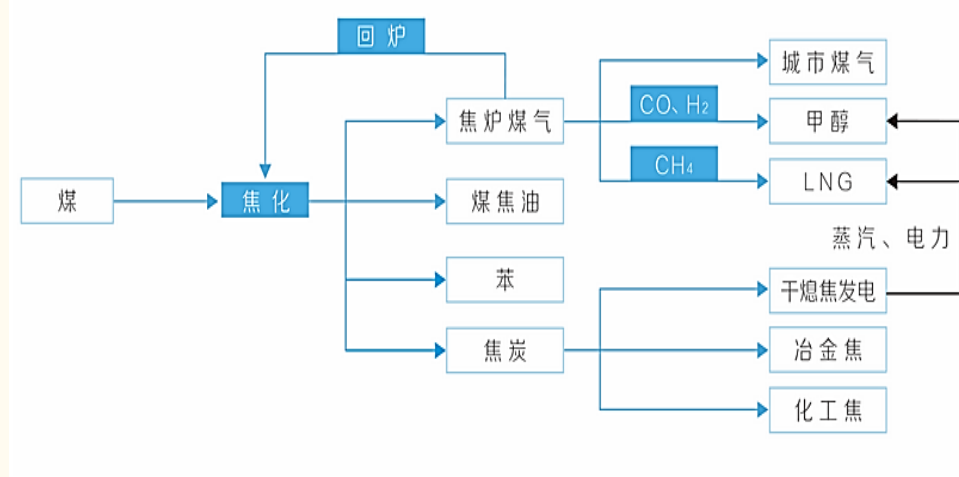 回炉
城市煤气
CO、H₂
焦炉煤气
甲醇
CH₄
LNG
煤
焦化
煤焦油
蒸汽、电力
苯
干熄焦发电
焦炭
冶金焦
化工焦